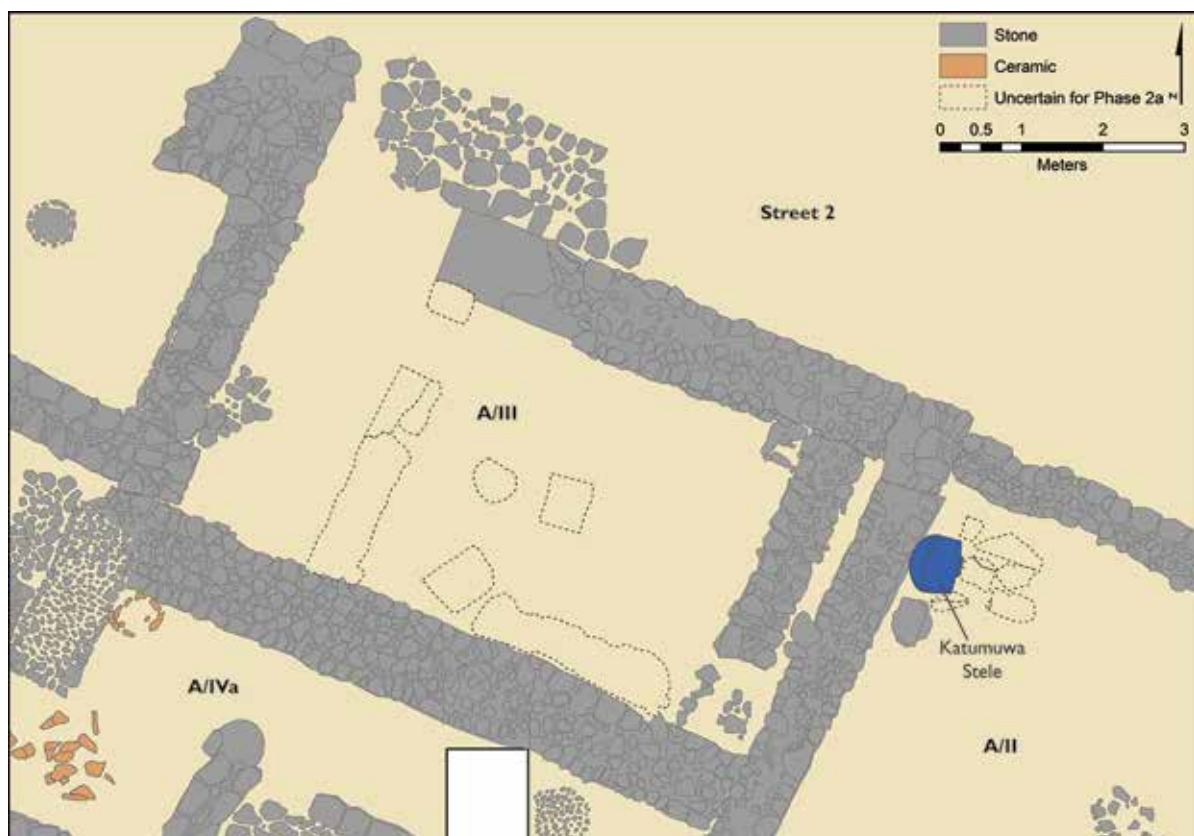 Stone
Ceramic
Uncertain for Phase 2a
N
0 0.5 1 2 3
Meters
Street 2
A/III
Katumuwa
Stele
A/IVa
A/II